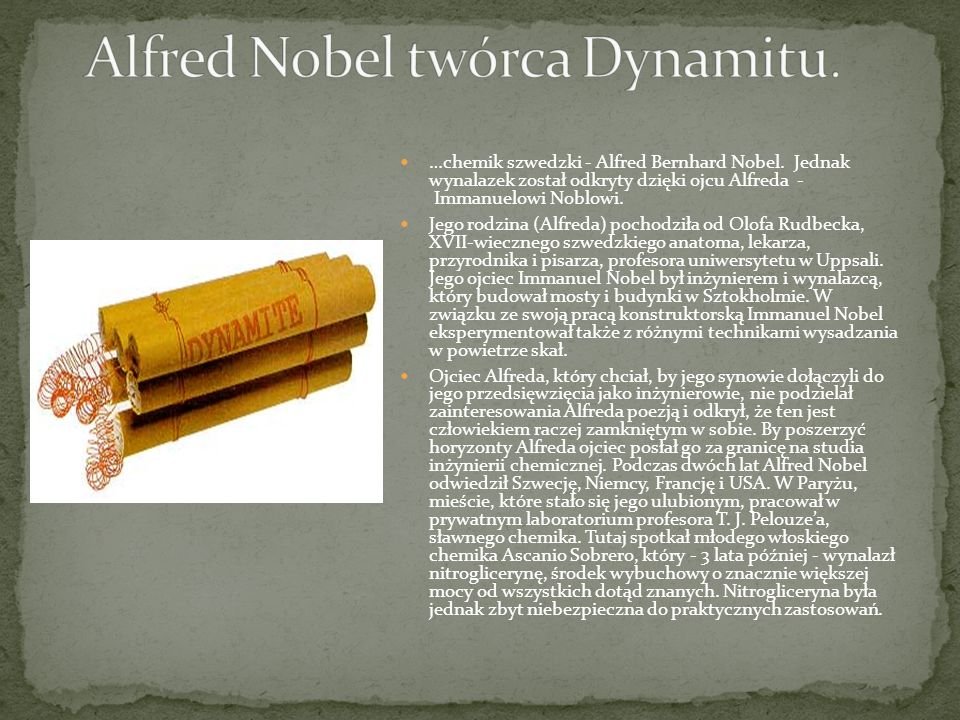 Alfred Nobel twórca Dynamitu.
...chemik szwedzki - Alfred Bernhard Nobel. Jednak
wynalazek został odkryty dzięki ojcu Alfreda -
Immanuelowi Noblowi.
Jego rodzina (Alfreda) pochodziła od Olofa Rudbecka,
XVII-wiecznego szwedzkiego anatoma, lekarza,
przyrodnika i pisarza, profesora uniwersytetu w Uppsali.
Jego ojciec Immanuel Nobel był inżynierem i wynalazcą,
który budował mosty i budynki w Sztokholmie. W
związku ze swoją pracą konstruktorską Immanuel Nobel
eksperymentował także z różnymi technikami wysadzania
w powietrze skał.
Ojciec Alfreda, który chciał, by jego synowie dołączyli do
jego przedsięwzięcia jako inżynierowie, nie podzielał
zainteresowania Alfreda poezją i odkrył, że ten jest
człowiekiem raczej zamkniętym w sobie. By poszerzyć
horyzonty Alfreda ojciec posłał go za granicę na studia
inżynierii chemicznej. Podczas dwóch lat Alfred Nobel
odwiedził Szwecję, Niemcy, Francję i USA. W Paryżu,
mieście, które stało się jego ulubionym, pracował w
prywatnym laboratorium profesora T. J. Pelouze'a,
sławnego chemika. Tutaj spotkał młodego włoskiego
chemika Ascanio Sobrero, który - 3 lata później - wynalazł
nitroglicerynę, środek wybuchowy o znacznie większej
mocy od wszystkich dotąd znanych. Nitrogliceryna była
jednak zbyt niebezpieczna do praktycznych zastosowań.
DYNAMITE